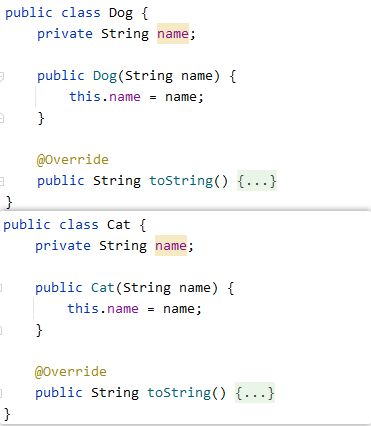 public class Dog {
private String name;
public Dog(String name) {
this.name = name;
}
@Override
public String toString() {...}
}
public class Cat {
private String name;
public Cat(String name) {
this.name = name;
}
@Override
public String toString() {...}
}